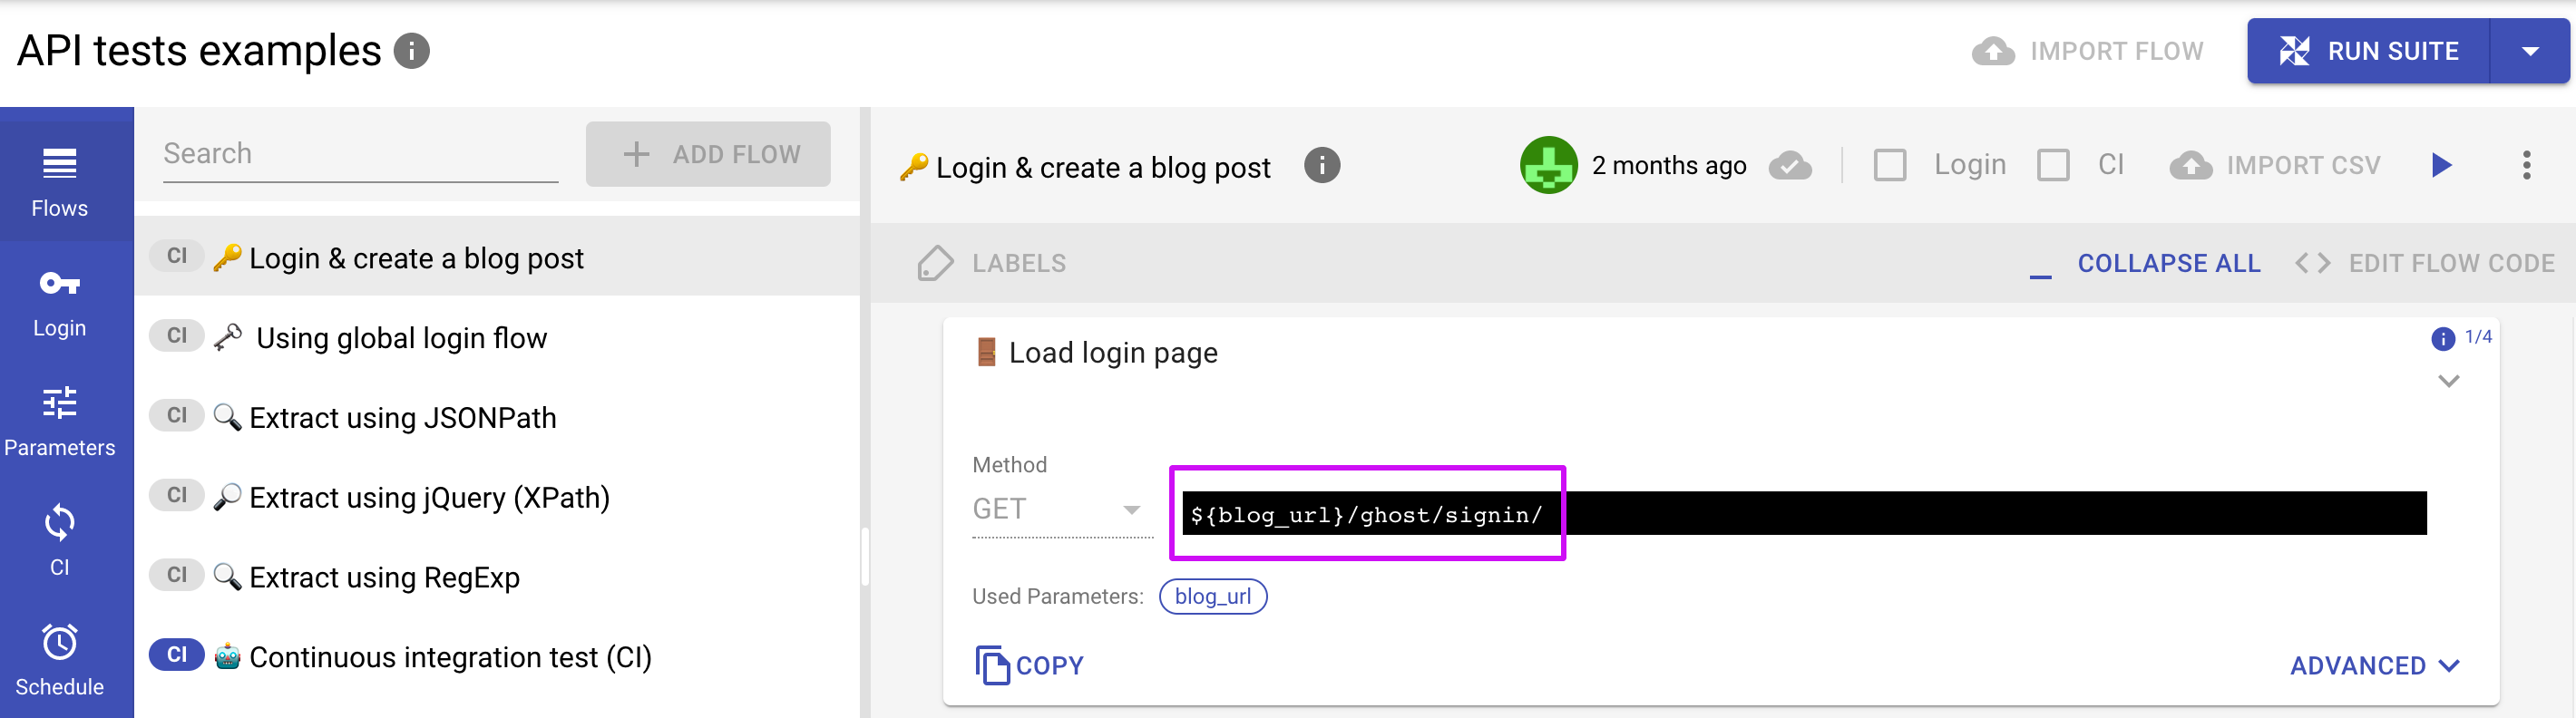 API tests examples
IMPORT FLOW
RUN SUITE
Flows
Login
Parameters
CI
Schedule
Search
ADD FLOW
CI Login & create a blog post
CI Using global login flow
CI Extract using JSONPath
CI Extract using jQuery (XPath)
CI Extract using RegExp
CI Continuous integration test (CI)
Login & create a blog post
2 months ago
Login
CI
IMPORT CSV
LABELS
COLLAPSE ALL
EDIT FLOW CODE
Load login page
1/4
Method
GET
${blog_url}/ghost/signin/
Used Parameters: blog_url
COPY
ADVANCED